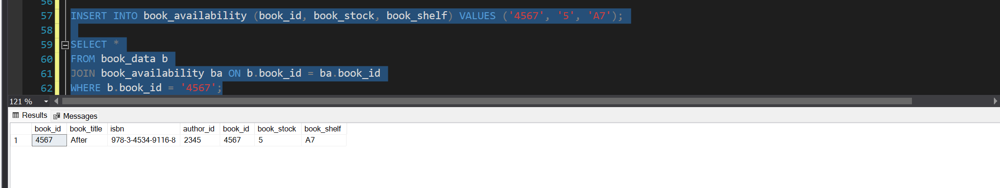 56
57 INSERT INTO book_availability (book_id, book_stock, book_shelf) VALUES ('4567', '5', 'A7');
58
59 SELECT *
60 FROM book_data b
61 JOIN book_availability ba ON b.book_id = ba.book_id
62 WHERE b.book_id = '4567';
121 %
Results Messages
book_id book_title isbn author_id book_id book_stock book_shelf
1 4567 After 978-3-4534-9116-8 2345 4567 5 A7